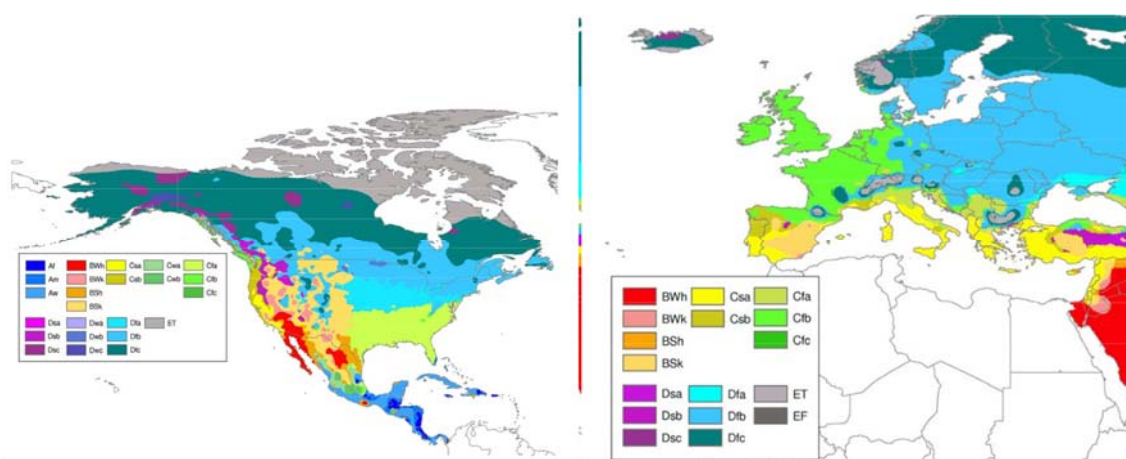 Af BWh Csa Cwa Cfa
Am BWk Csb Cwb Cfb
Aw BSh Cfc
BSk
Dsa Dwa Dfa ET
Dsb Dwb Dfb
Dsc Dwc Dfc
BWh Csa Cfa
BWk Csb Cfb
BSh Cfc
BSk
Dsa Dfa ET
Dsb Dfb EF
Dsc Dfc